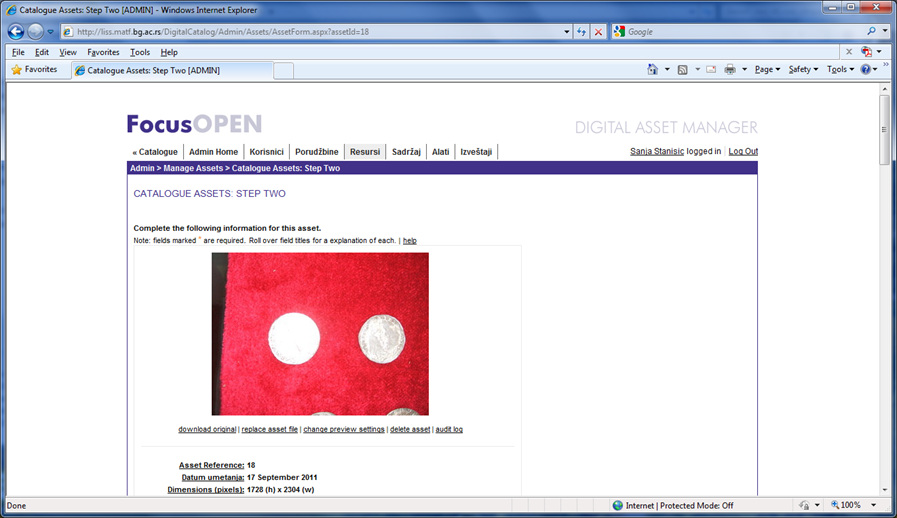 Catalogue Assets: Step Two [ADMIN] - Windows Internet Explorer
http://liss.matf.bg.ac.rs/DigitalCatalog/Admin/Assets/AssetForm.aspx?assetId=18
Google
File Edit View Favorites Tools Help
Favorites Catalogue Assets: Step Two [ADMIN] Page Safety Tools
FocusOPEN DIGITAL ASSET MANAGER
« Catalogue Admin Home Korisnici Porudžbine Resursi Sadržaj Alati Izveštaji Sanja Stanisic logged in | Log Out
Admin > Manage Assets > Catalogue Assets: Step Two
CATALOGUE ASSETS: STEP TWO
Complete the following information for this asset.
Note: fields marked * are required. Roll over field titles for a explanation of each. | help
download original | replace asset file | change preview settings | delete asset | audit log
Asset Reference: 18
Datum umetanja: 17 September 2011
Dimensions (pixels): 1728 (h) x 2304 (w)
Done Internet | Protected Mode: Off 100%